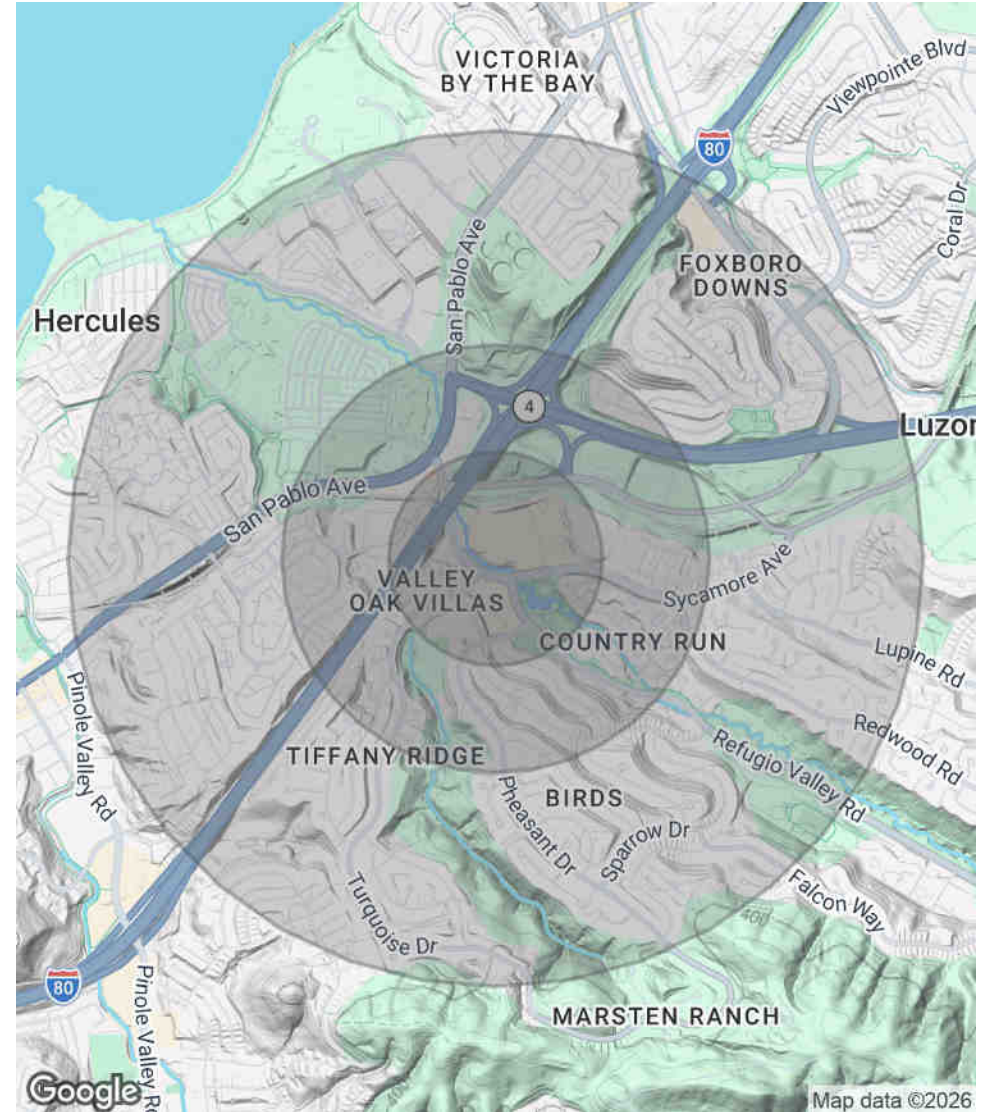 VICTORIA
BY THE BAY
Viewpointe Blvd
80
Coral Dr
San Pablo Ave
FOXBORO
DOWNS
Hercules
4
Luzon
San Pablo Ave
VALLEY
OAK VILLAS
Sycamore Ave
COUNTRY RUN
Lupine Rd
Pinole Valley Rd
Redwood Rd
TIFFANY RIDGE
Refugio Valley Rd
BIRDS
Pheasant Dr
Sparrow Dr
Turquoise Dr
Falcon Way
400
80
Pinole Valley Rd
MARSTEN RANCH
Google
Map data ©2026